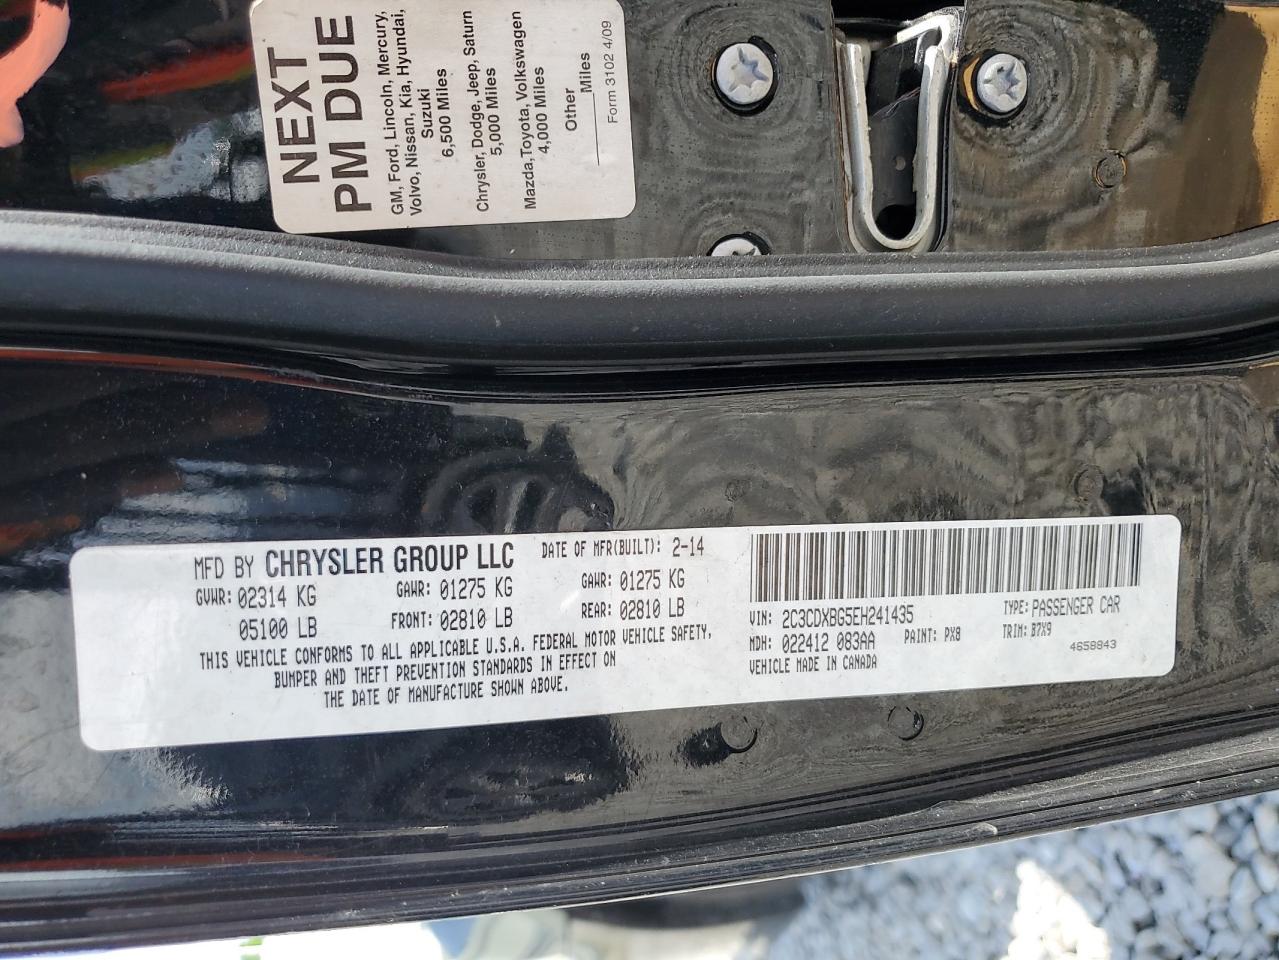 NEXT
PM DUE
GM, Ford, Lincoln, Mercury,
Volvo, Nissan, Kia, Hyundai,
Suzuki
6,500 Miles
Chrysler, Dodge, Jeep, Saturn
5,000 Miles
Mazda, Toyota, Volkswagen
4,000 Miles
Other
Miles
Form 3102 4/09
MFD BY CHRYSLER GROUP LLC DATE OF MFR(BUILT): 2-14
GVWR: 02314 KG GAWR: 01275 KG GAWR: 01275 KG
05100 LB FRONT: 02810 LB REAR: 02810 LB
THIS VEHICLE CONFORMS TO ALL APPLICABLE U.S.A. FEDERAL MOTOR VEHICLE SAFETY,
BUMPER AND THEFT PREVENTION STANDARDS IN EFFECT ON
THE DATE OF MANUFACTURE SHOWN ABOVE.
VIN: 2C3CDXBG5EH241435 TYPE: PASSENGER CAR
MDH: 022412 083AA PAINT: PX8 TRIM: B7X9
VEHICLE MADE IN CANADA 4658843